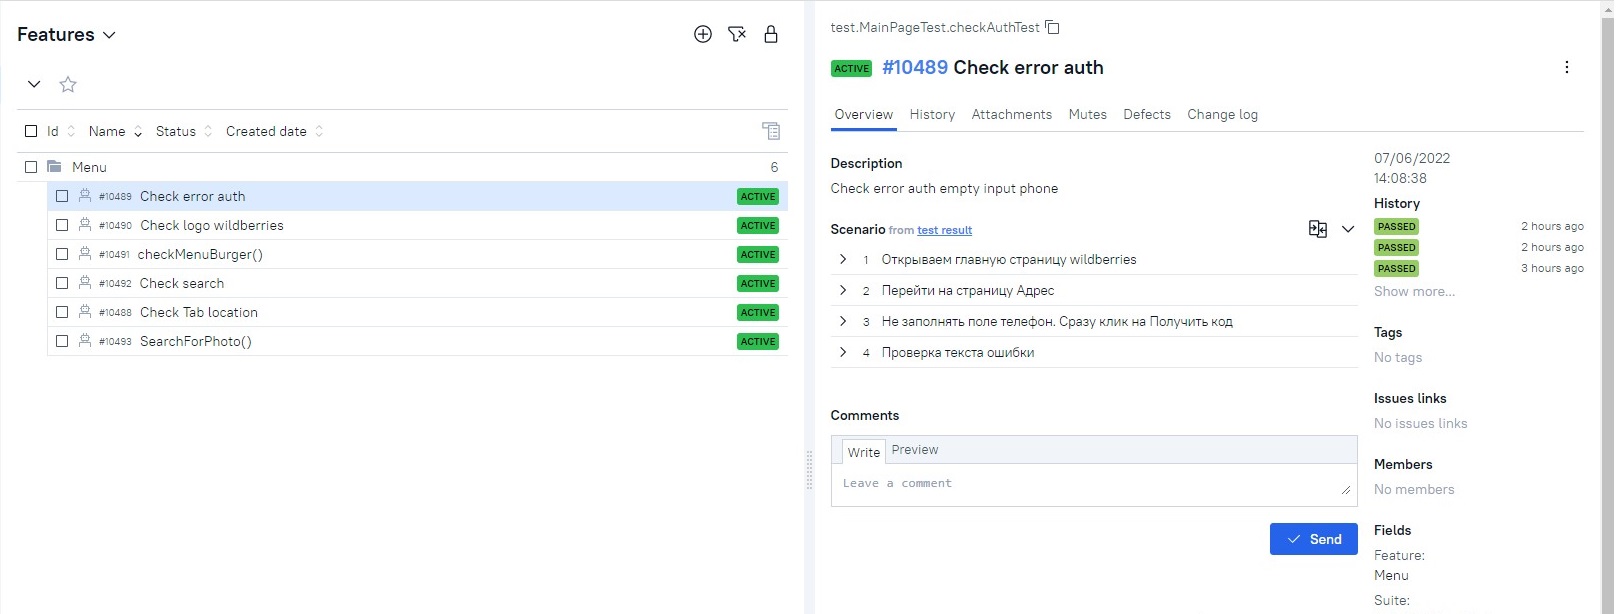 Features
Id Name Status Created date
Menu 6
#10489 Check error auth ACTIVE
#10490 Check logo wildberries ACTIVE
#10491 checkMenuBurger() ACTIVE
#10492 Check search ACTIVE
#10488 Check Tab location ACTIVE
#10493 SearchForPhoto() ACTIVE
test.MainPageTest.checkAuthTest
ACTIVE #10489 Check error auth
Overview History Attachments Mutes Defects Change log
Description
Check error auth empty input phone
Scenario from test result
1 Открываем главную страницу wildberries
2 Перейти на страницу Адрес
3 Не заполнять поле телефон. Сразу клик на Получить код
4 Проверка текста ошибки
Comments
Write Preview
Leave a comment
Send
07/06/2022
14:08:38
History
PASSED 2 hours ago
PASSED 2 hours ago
PASSED 3 hours ago
Show more...
Tags
No tags
Issues links
No issues links
Members
No members
Fields
Feature:
Menu
Suite: